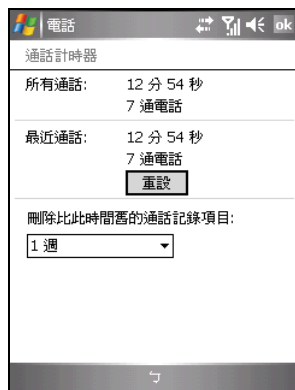 電話
ok
通話計時器
所有通話: 12 分 54 秒
7 通電話
最近通話: 12 分 54 秒
7 通電話
重設
刪除比此時間舊的通話記錄項目:
1 週